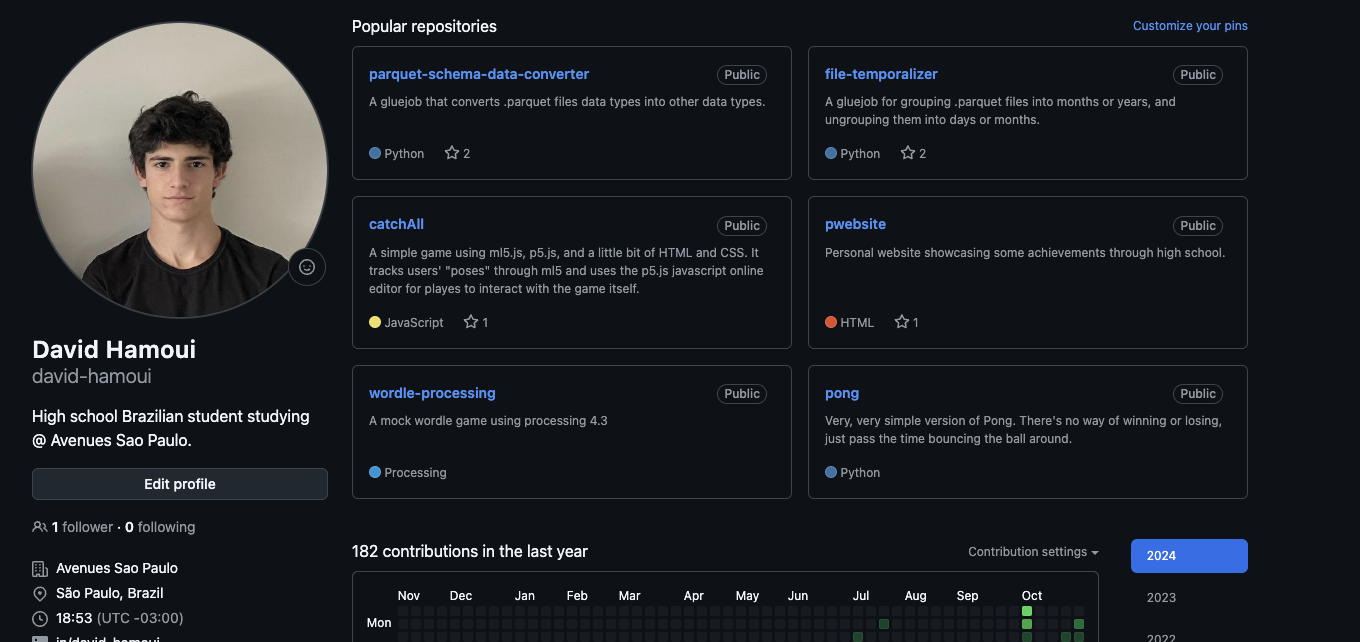 Popular repositories
Customize your pins
parquet-schema-data-converter
Public
A gluejob that converts .parquet files data types into other data types.
Python
2
file-temporalizer
Public
A gluejob for grouping .parquet files into months or years, and
ungrouping them into days or months.
Python
2
catchAll
Public
A simple game using ml5.js, p5.js, and a little bit of HTML and CSS. It
tracks users' "poses" through ml5 and uses the p5.js javascript online
editor for playes to interact with the game itself.
JavaScript
1
pwebsite
Public
Personal website showcasing some achievements through high school.
HTML
1
wordle-processing
Public
A mock wordle game using processing 4.3
Processing
pong
Public
Very, very simple version of Pong. There's no way of winning or losing,
just pass the time bouncing the ball around.
Python
David Hamoui
david-hamoui
High school Brazilian student studying
@ Avenues Sao Paulo.
Edit profile
1 follower · 0 following
Avenues Sao Paulo
São Paulo, Brazil
18:53 (UTC -03:00)
in/david-hamoui
182 contributions in the last year
Contribution settings
2024
2023
2022
Nov Dec Jan Feb Mar Apr May Jun Jul Aug Sep Oct
Mon